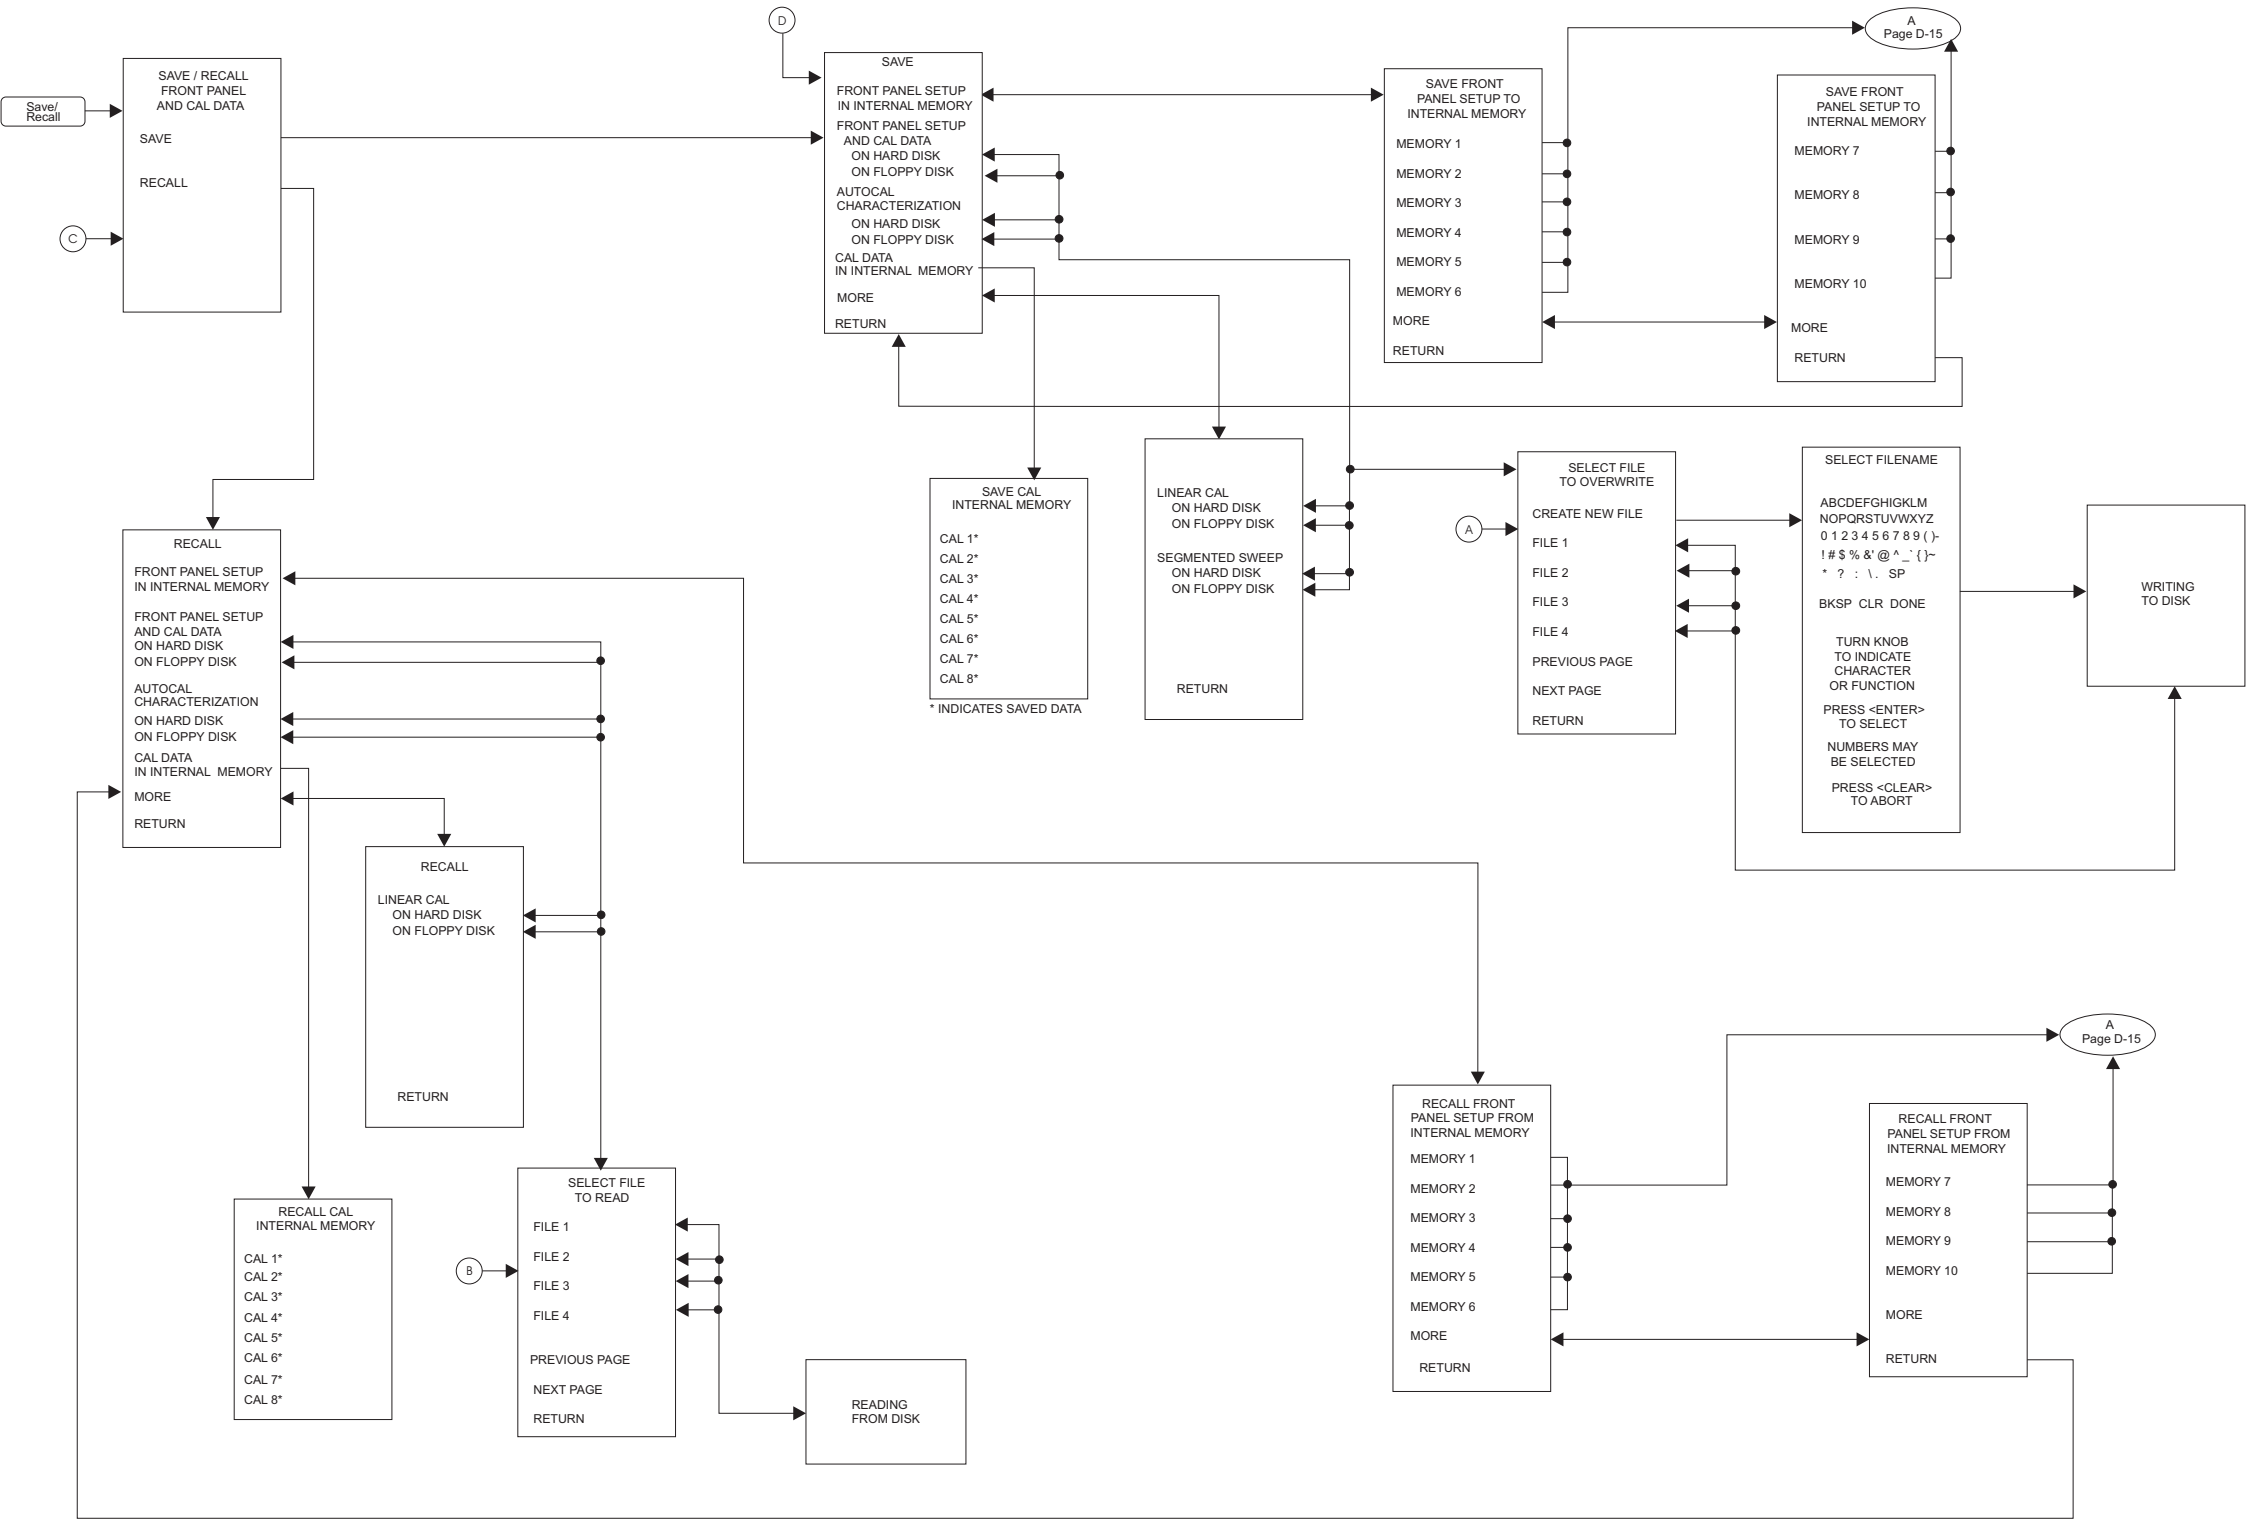 Save/
Recall
SAVE / RECALL
FRONT PANEL
AND CAL DATA
SAVE
RECALL
C
D
SAVE
FRONT PANEL SETUP
IN INTERNAL MEMORY
FRONT PANEL SETUP
AND CAL DATA
ON HARD DISK
ON FLOPPY DISK
AUTOCAL
CHARACTERIZATION
ON HARD DISK
ON FLOPPY DISK
CAL DATA
IN INTERNAL MEMORY
MORE
RETURN
SAVE FRONT
PANEL SETUP TO
INTERNAL MEMORY
MEMORY 1
MEMORY 2
MEMORY 3
MEMORY 4
MEMORY 5
MEMORY 6
MORE
RETURN
A
Page D-15
SAVE FRONT
PANEL SETUP TO
INTERNAL MEMORY
MEMORY 7
MEMORY 8
MEMORY 9
MEMORY 10
MORE
RETURN
SAVE CAL
INTERNAL MEMORY
CAL 1*
CAL 2*
CAL 3*
CAL 4*
CAL 5*
CAL 6*
CAL 7*
CAL 8*
* INDICATES SAVED DATA
LINEAR CAL
ON HARD DISK
ON FLOPPY DISK
SEGMENTED SWEEP
ON HARD DISK
ON FLOPPY DISK
RETURN
A
SELECT FILE
TO OVERWRITE
CREATE NEW FILE
FILE 1
FILE 2
FILE 3
FILE 4
PREVIOUS PAGE
NEXT PAGE
RETURN
SELECT FILENAME
ABCDEFGHIGKLM
NOPQRSTUVWXYZ
0 1 2 3 4 5 6 7 8 9 ( )-
! # $ % &' @ ^ _ ` { }~
* ? : \ . SP
BKSP CLR DONE
TURN KNOB
TO INDICATE
CHARACTER
OR FUNCTION
PRESS <ENTER>
TO SELECT
NUMBERS MAY
BE SELECTED
PRESS <CLEAR>
TO ABORT
WRITING
TO DISK
RECALL
FRONT PANEL SETUP
IN INTERNAL MEMORY
FRONT PANEL SETUP
AND CAL DATA
ON HARD DISK
ON FLOPPY DISK
AUTOCAL
CHARACTERIZATION
ON HARD DISK
ON FLOPPY DISK
CAL DATA
IN INTERNAL MEMORY
MORE
RETURN
RECALL
LINEAR CAL
ON HARD DISK
ON FLOPPY DISK
RETURN
RECALL CAL
INTERNAL MEMORY
CAL 1*
CAL 2*
CAL 3*
CAL 4*
CAL 5*
CAL 6*
CAL 7*
CAL 8*
B
SELECT FILE
TO READ
FILE 1
FILE 2
FILE 3
FILE 4
PREVIOUS PAGE
NEXT PAGE
RETURN
READING
FROM DISK
RECALL FRONT
PANEL SETUP FROM
INTERNAL MEMORY
MEMORY 1
MEMORY 2
MEMORY 3
MEMORY 4
MEMORY 5
MEMORY 6
MORE
RETURN
A
Page D-15
RECALL FRONT
PANEL SETUP FROM
INTERNAL MEMORY
MEMORY 7
MEMORY 8
MEMORY 9
MEMORY 10
MORE
RETURN